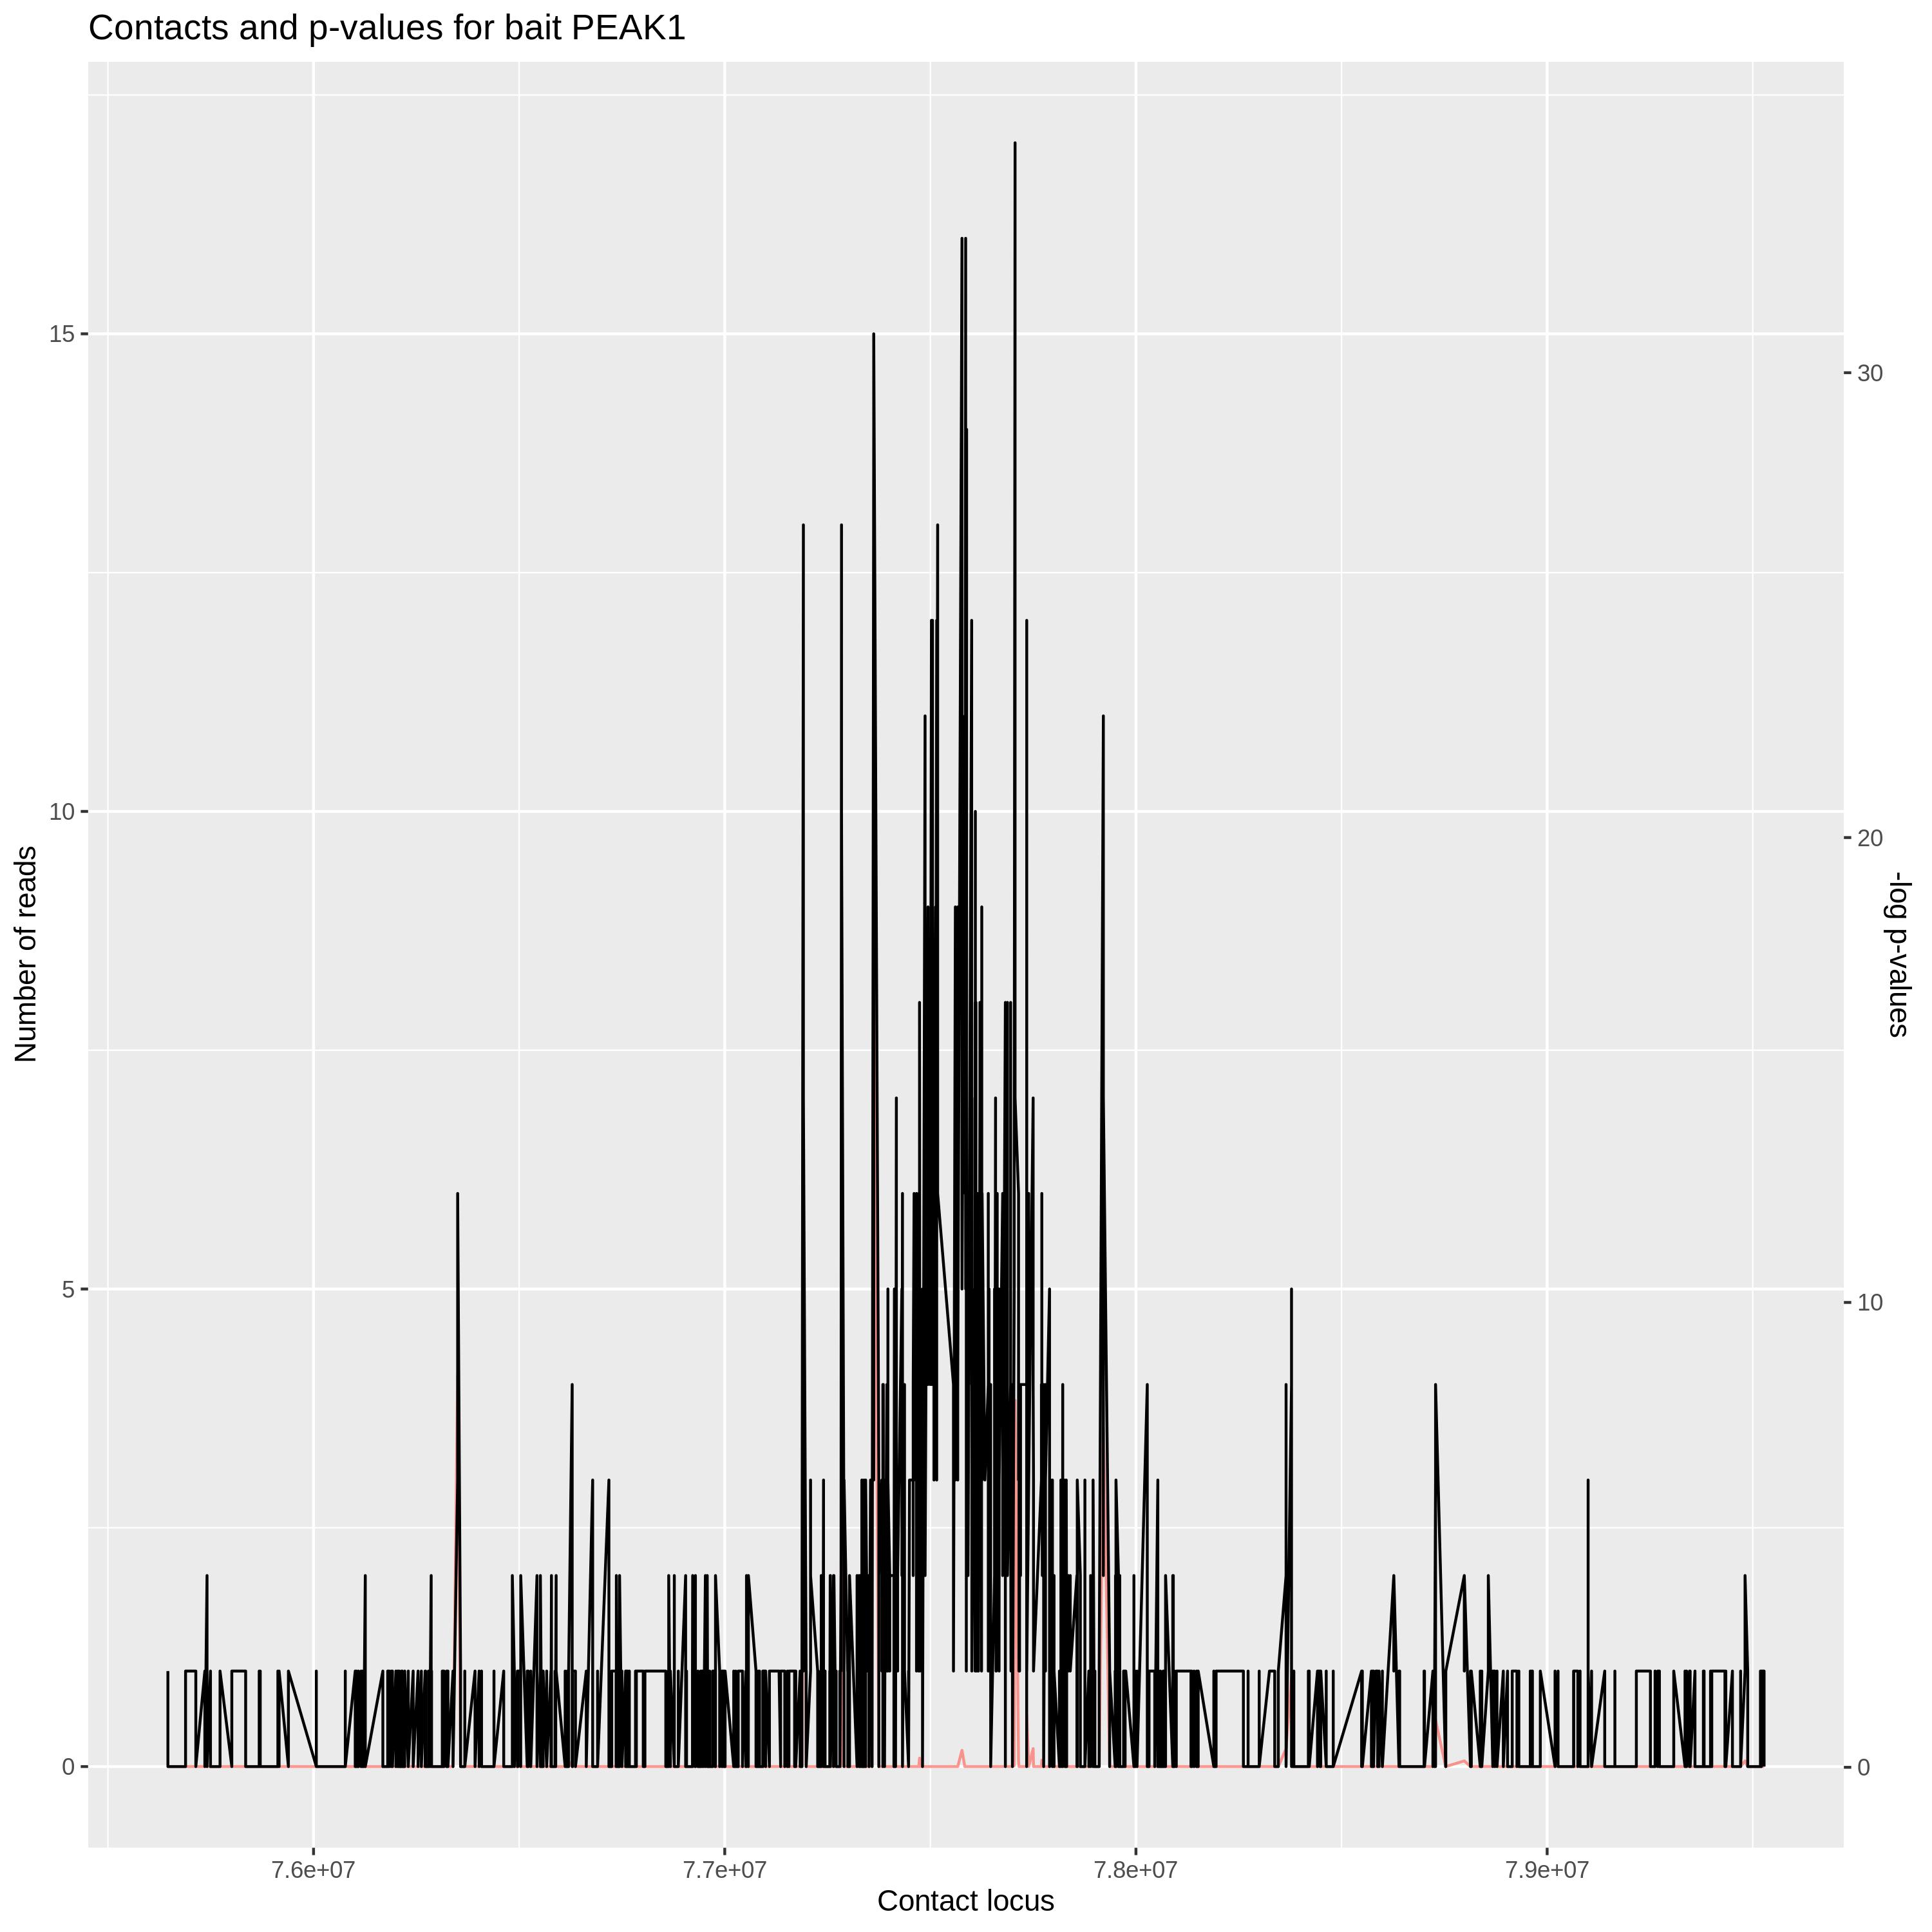 Contacts and p-values for bait PEAK1
15
10
5
0
30
20
10
0
Number of reads
-log p-values
7.6e+07 7.7e+07 7.8e+07 7.9e+07
Contact locus